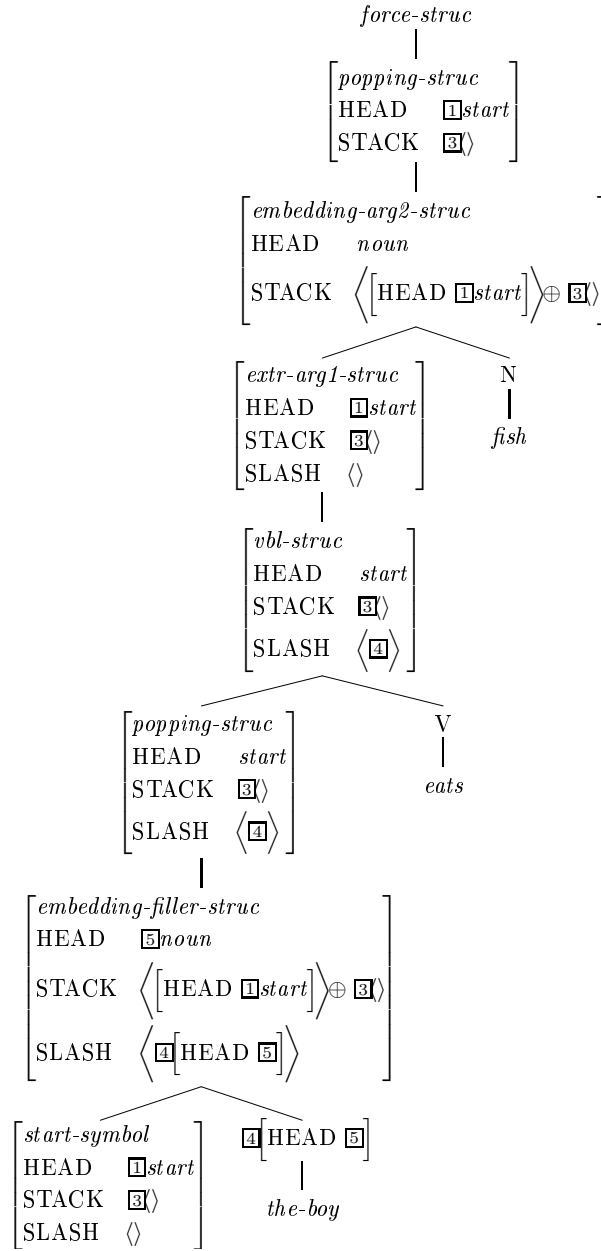 force-struc
popping-struc
HEAD 1 start
STACK 3 ⟨⟩
embedding-arg2-struc
HEAD noun
STACK ⟨[HEAD 1 start]⟩ ⊕ 3 ⟨⟩
extr-arg1-struc
HEAD 1 start
STACK 3 ⟨⟩
SLASH ⟨⟩
N
fish
vbl-struc
HEAD start
STACK 3 ⟨⟩
SLASH ⟨4⟩
popping-struc
HEAD start
STACK 3 ⟨⟩
SLASH ⟨4⟩
V
eats
embedding-filler-struc
HEAD 5 noun
STACK ⟨[HEAD 1 start]⟩ ⊕ 3 ⟨⟩
SLASH ⟨4 [HEAD 5]⟩
start-symbol
HEAD 1 start
STACK 3 ⟨⟩
SLASH ⟨⟩
4 [HEAD 5]
the-boy